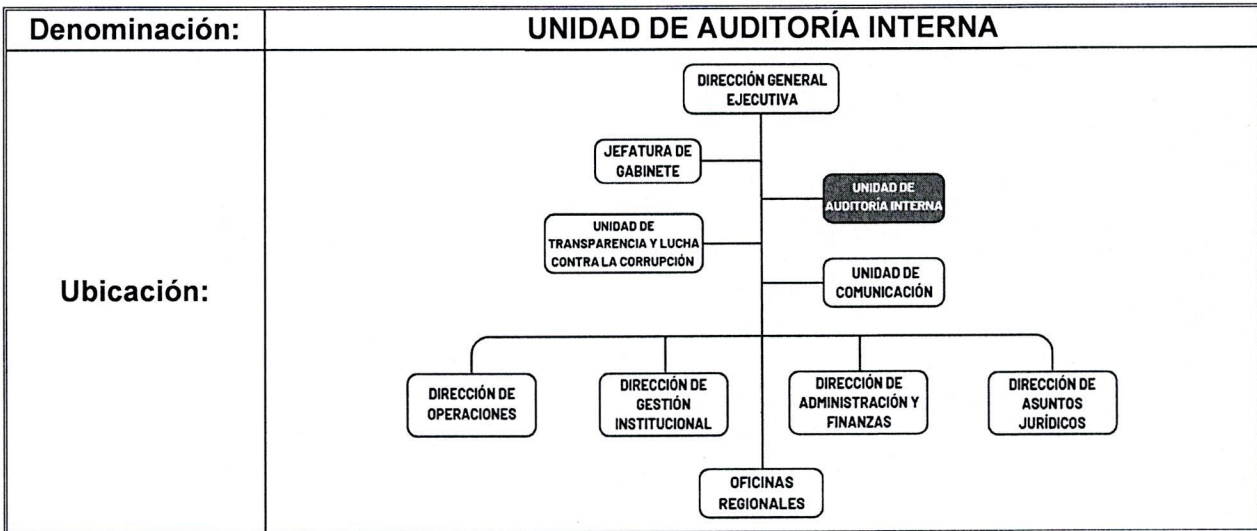 Denominación:
UNIDAD DE AUDITORÍA INTERNA
Ubicación:
DIRECCIÓN GENERAL
EJECUTIVA
JEFATURA DE
GABINETE
UNIDAD DE
AUDITORÍA INTERNA
UNIDAD DE
TRANSPARENCIA Y LUCHA
CONTRA LA CORRUPCIÓN
UNIDAD DE
COMUNICACIÓN
DIRECCIÓN DE
OPERACIONES
DIRECCIÓN DE
GESTIÓN
INSTITUCIONAL
DIRECCIÓN DE
ADMINISTRACIÓN Y
FINANZAS
DIRECCIÓN DE
ASUNTOS
JURÍDICOS
OFICINAS
REGIONALES